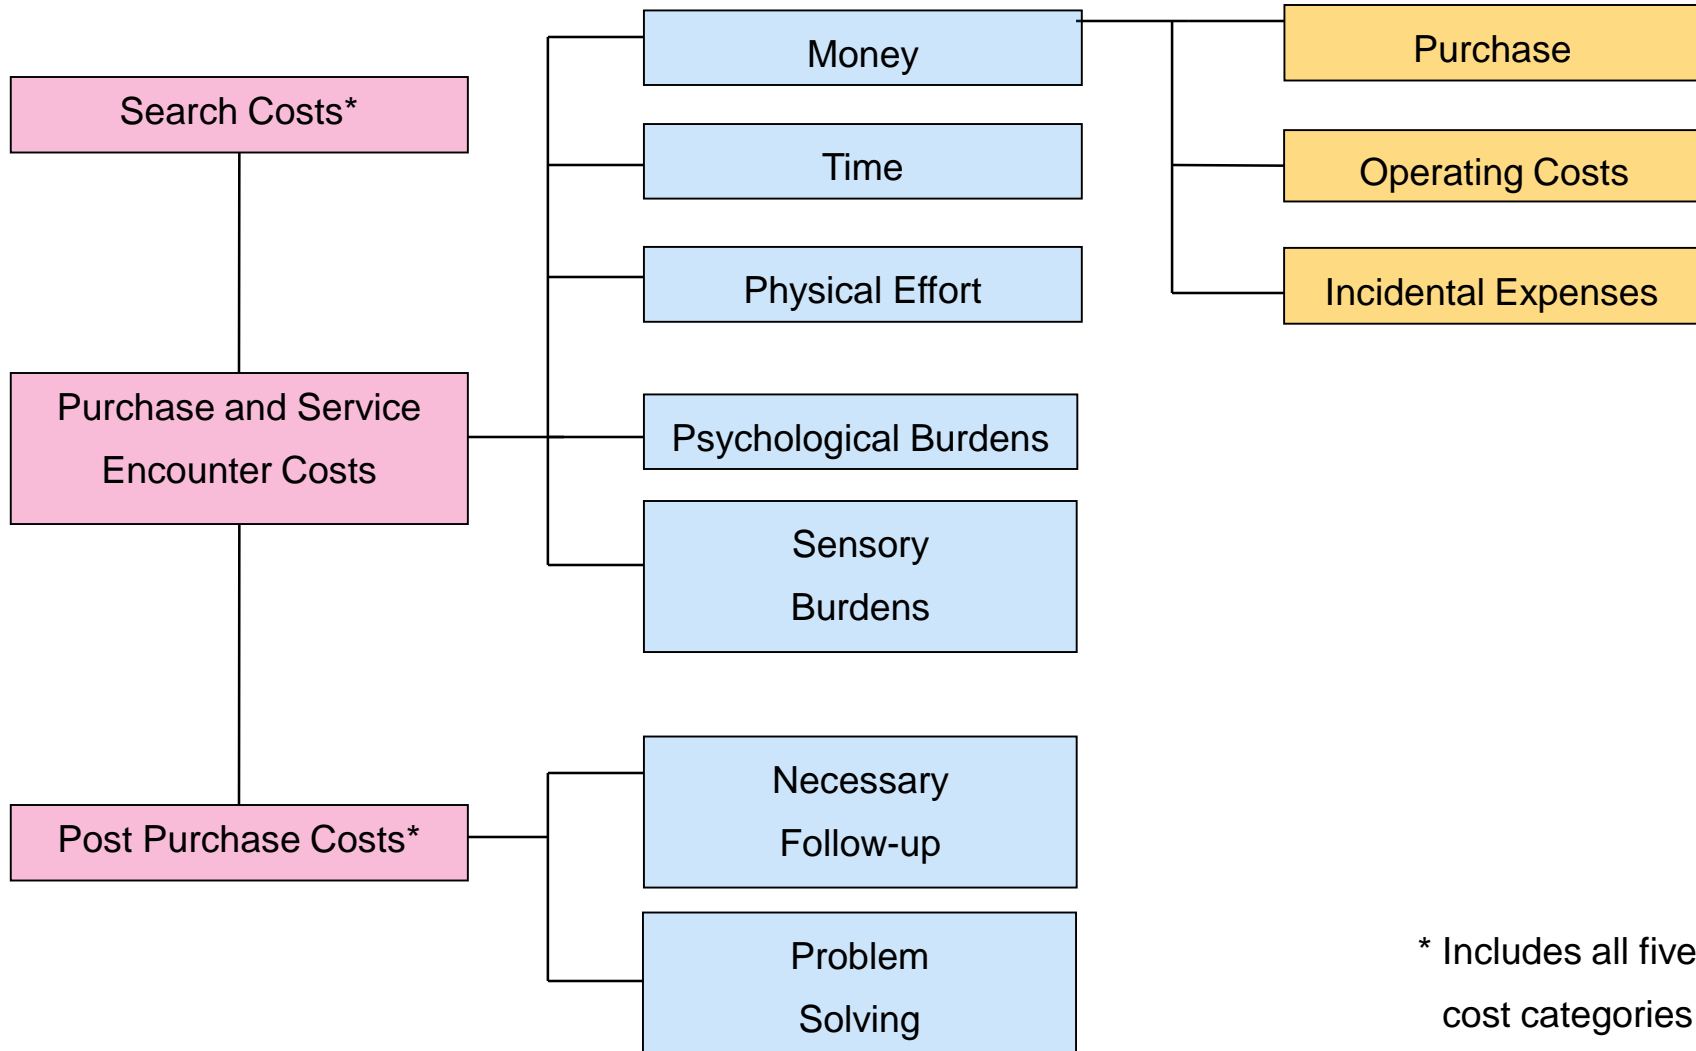 Search Costs*
Purchase and Service
Encounter Costs
Post Purchase Costs*
Money
Time
Physical Effort
Psychological Burdens
Sensory
Burdens
Necessary
Follow-up
Problem
Solving
Purchase
Operating Costs
Incidental Expenses
* Includes all five
cost categories